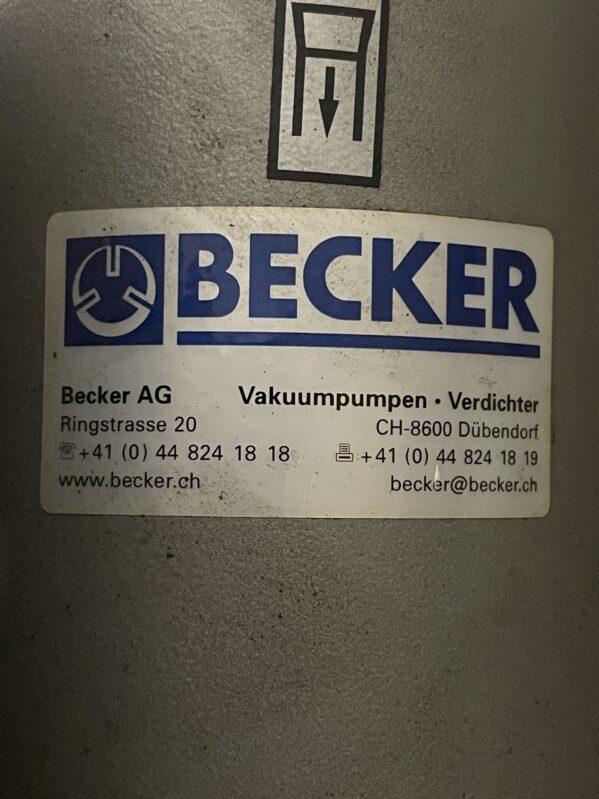 BECKER
Becker AG Vakuumpumpen · Verdichter
Ringstrasse 20 CH-8600 Dübendorf
☏+41 (0) 44 824 18 18 +41 (0) 44 824 18 19
www.becker.ch becker@becker.ch